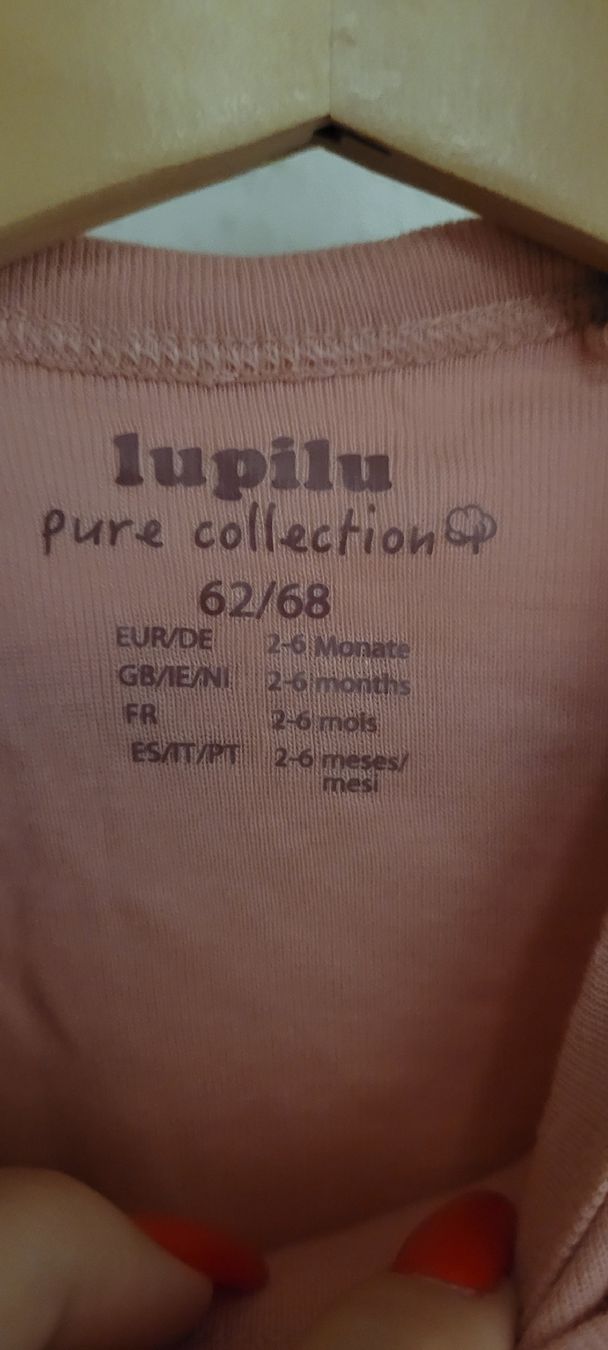 lupilu
pure collection
62/68
EUR/DE 2-6 Monate
GB/IE/NI 2-6 months
FR 2-6 mois
ES/IT/PT 2-6 meses/
mesi